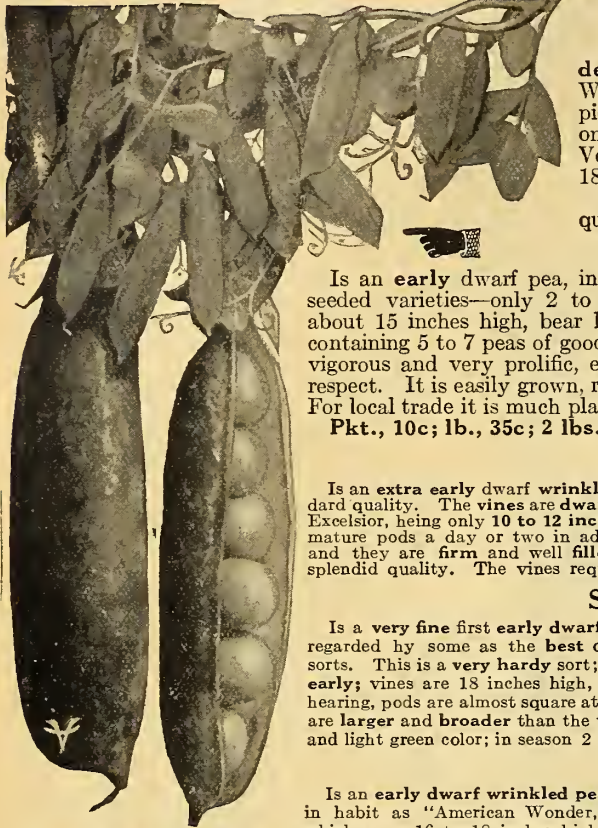 de
W
pi
on
Ve
18
qu
Is an early dwarf pea, in
seeded varieties—only 2 to
about 15 inches high, bear l
containing 5 to 7 peas of good
vigorous and very prolific, e
respect. It is easily grown, r
For local trade it is much pla
Pkt., 10c; lb., 35c; 2 lbs.
Is an extra early dwarf wrinkl
dard quality. The vines are dwa
Excelsior, heing only 10 to 12 inc
mature pods a day or two in ad
and they are firm and well fill
splendid quality. The vines req
S
Is a very fine first early dwarf
regarded hy some as the best o
sorts. This is a very hardy sort;
early; vines are 18 inches high,
hearing, pods are almost square at
are larger and broader than the
and light green color; in season 2
Is an early dwarf wrinkled pe
in habit as "American Wonder,